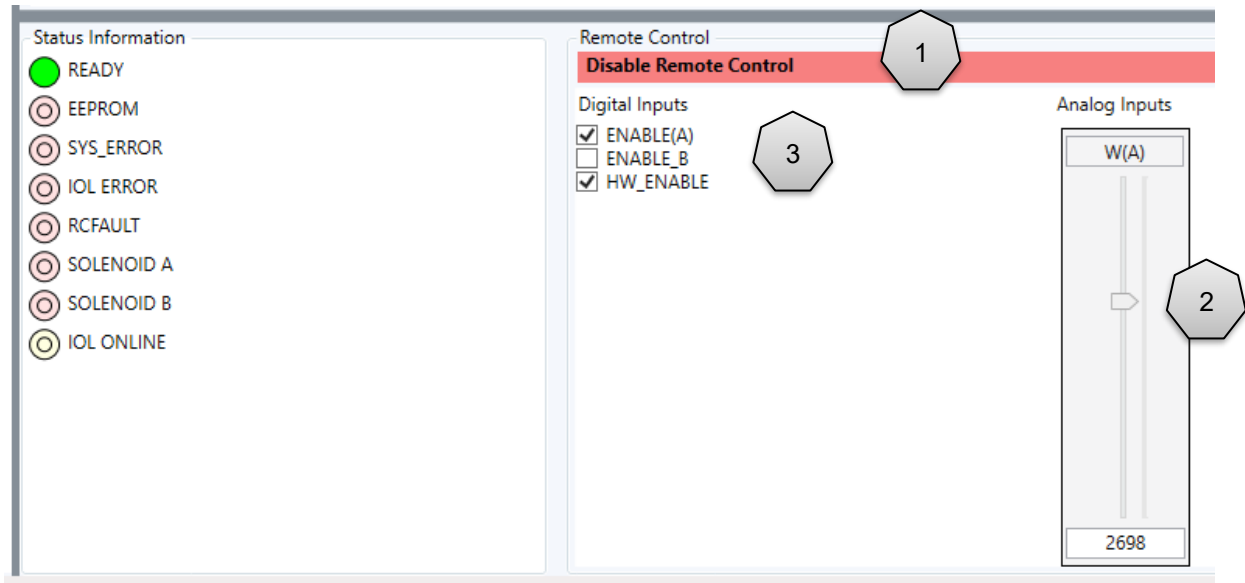 Status Information
READY
EEPROM
SYS_ERROR
IOL ERROR
RCFAULT
SOLENOID A
SOLENOID B
IOL ONLINE
Remote Control
1
Disable Remote Control
Digital Inputs
ENABLE(A)
ENABLE_B
HW_ENABLE
3
Analog Inputs
W(A)
2
2698